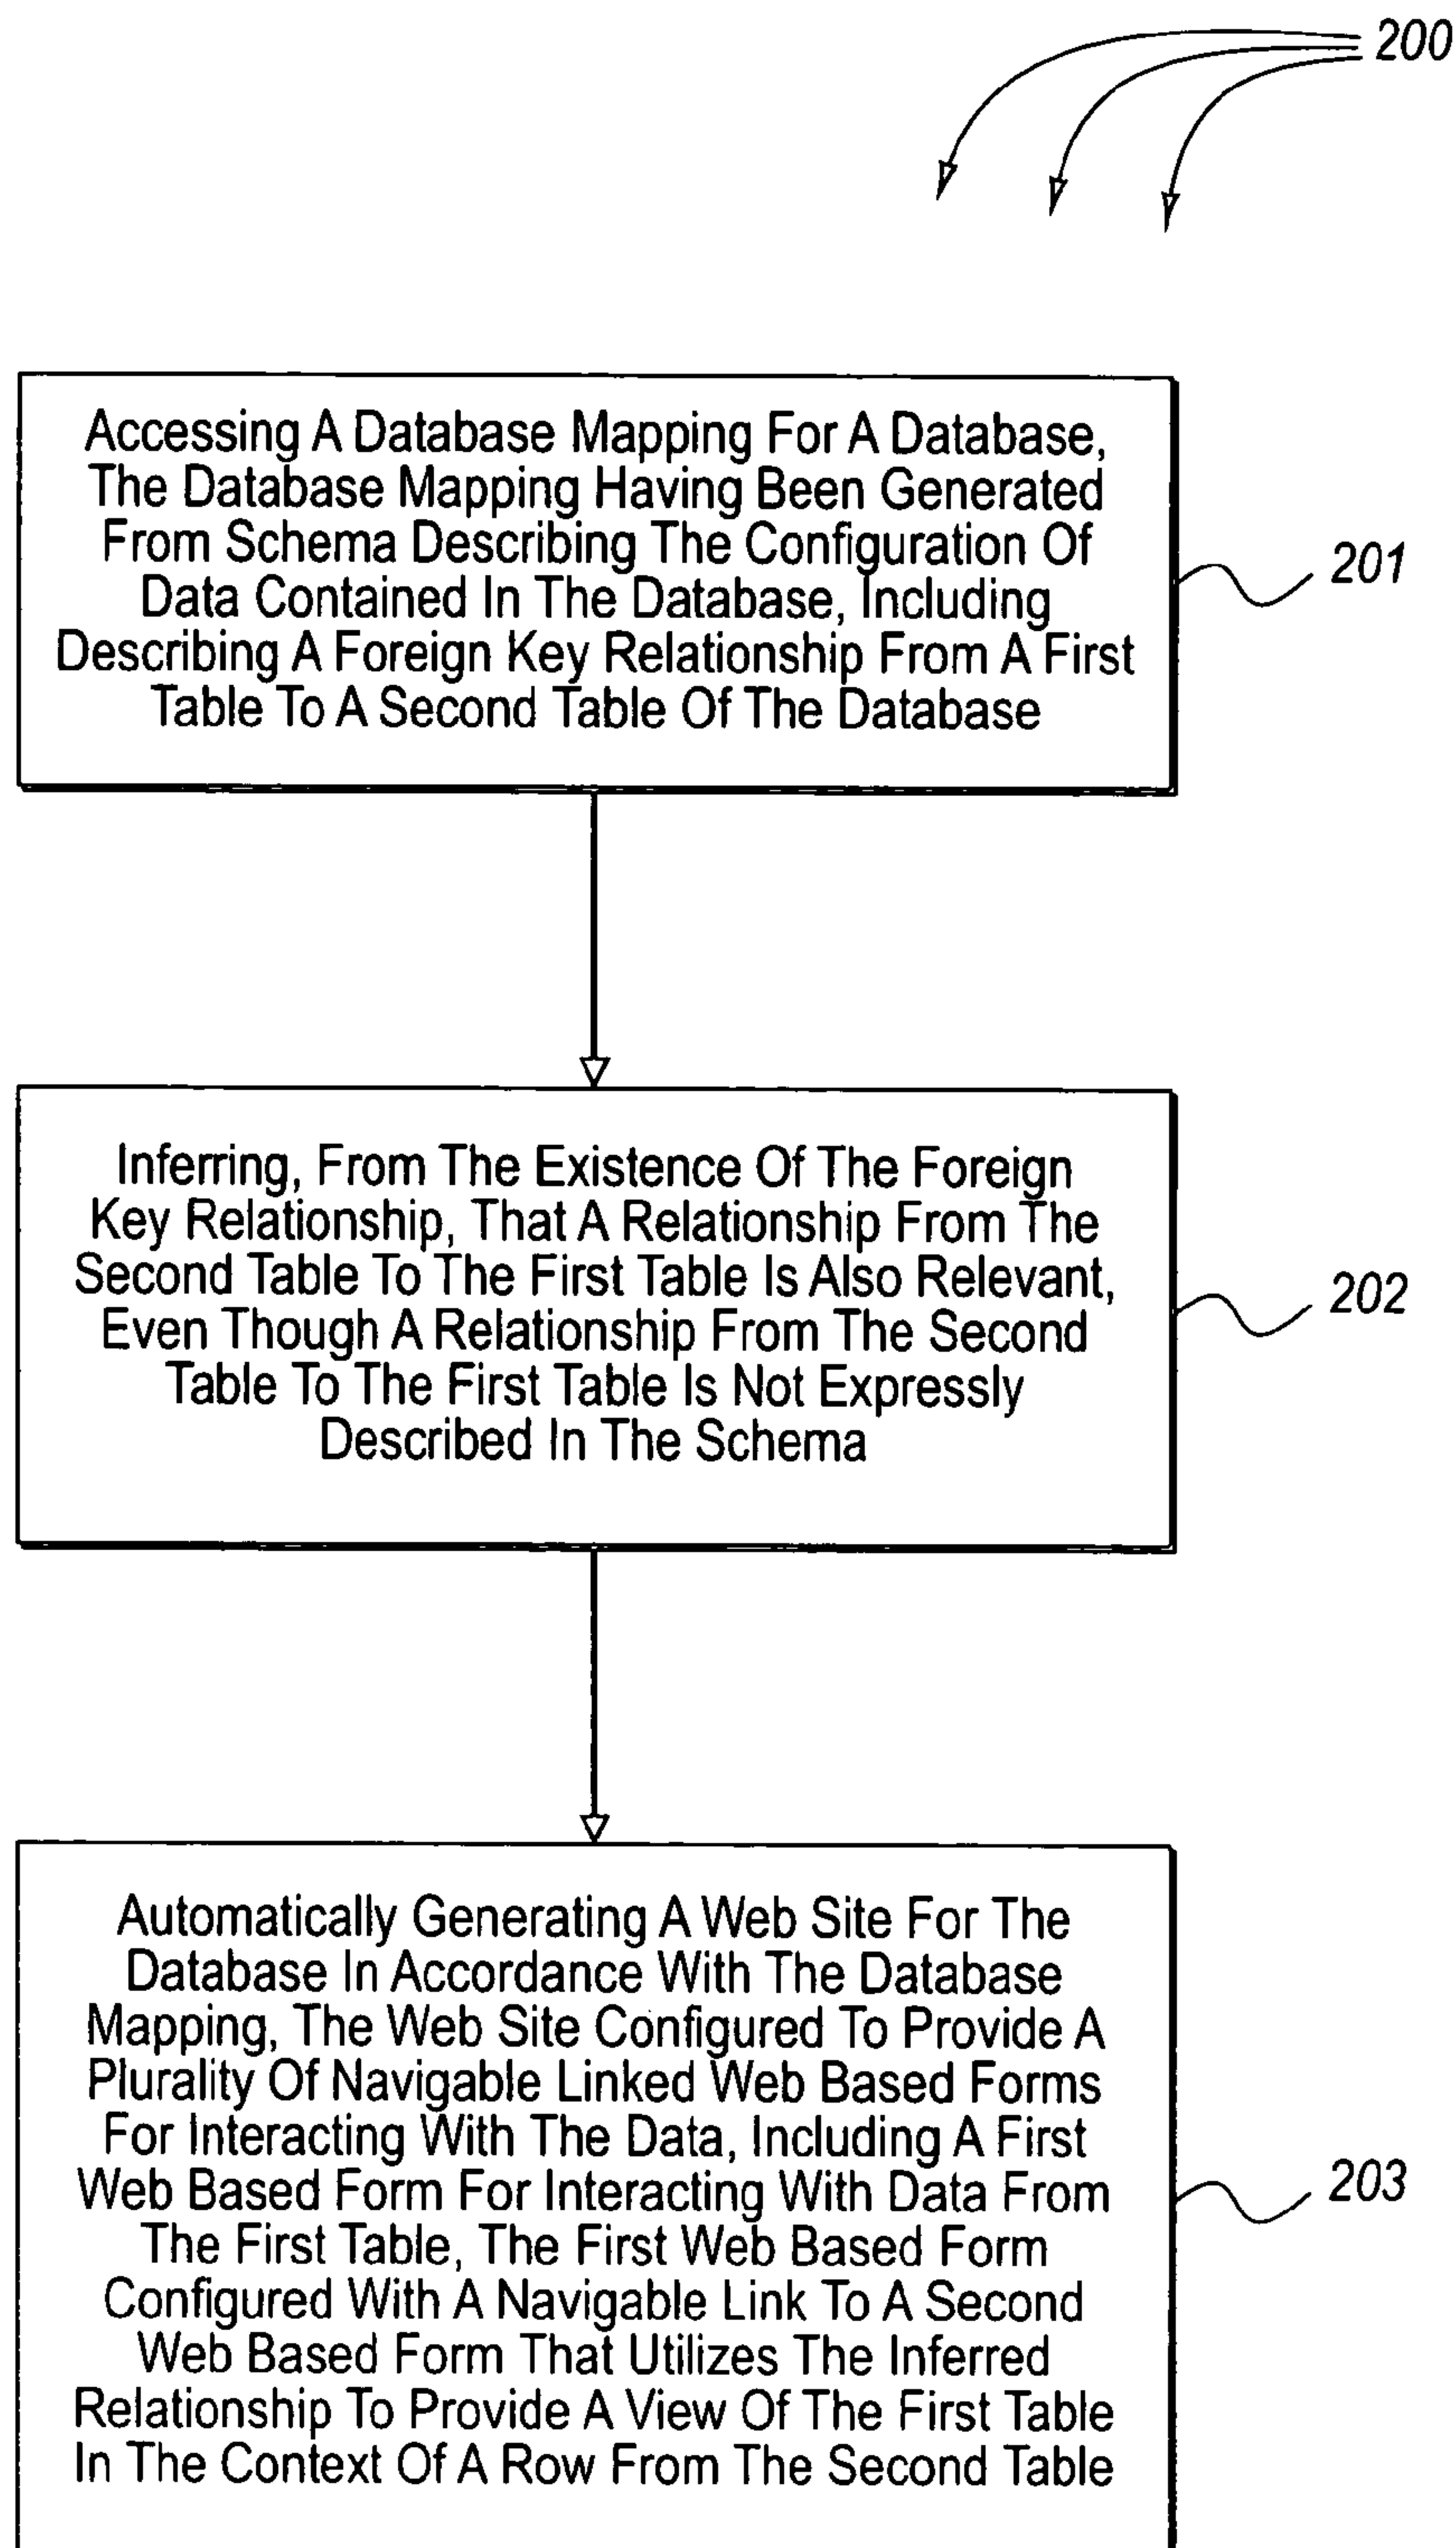 200
Accessing A Database Mapping For A Database,
The Database Mapping Having Been Generated
From Schema Describing The Configuration Of
Data Contained In The Database, Including
Describing A Foreign Key Relationship From A First
Table To A Second Table Of The Database
201
Inferring, From The Existence Of The Foreign
Key Relationship, That A Relationship From The
Second Table To The First Table Is Also Relevant,
Even Though A Relationship From The Second
Table To The First Table Is Not Expressly
Described In The Schema
202
Automatically Generating A Web Site For The
Database In Accordance With The Database
Mapping, The Web Site Configured To Provide A
Plurality Of Navigable Linked Web Based Forms
For Interacting With The Data, Including A First
Web Based Form For Interacting With Data From
The First Table, The First Web Based Form
Configured With A Navigable Link To A Second
Web Based Form That Utilizes The Inferred
Relationship To Provide A View Of The First Table
In The Context Of A Row From The Second Table
203